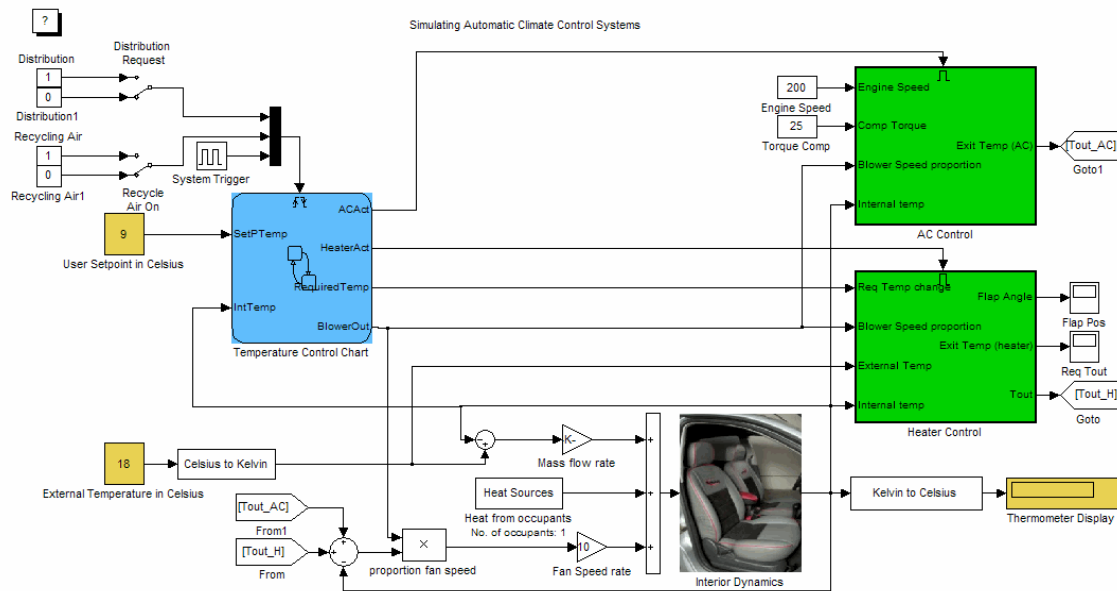 Simulating Automatic Climate Control Systems
?
Distribution
Distribution
Request
1
0
Distribution1
Recycling Air
1
0
Recycling Air1
Recycle
Air On
System Trigger
9
User Setpoint in Celsius
SetPTemp
IntTemp
ACAct
HeaterAct
RequiredTemp
BlowerOut
Temperature Control Chart
200
Engine Speed
25
Torque Comp
Engine Speed
Comp Torque
Blower Speed proportion
Internal temp
Exit Temp (AC)
AC Control
[Tout_AC]
Goto1
Req Temp change
Blower Speed proportion
External Temp
Internal temp
Flap Angle
Exit Temp (heater)
Tout
Heater Control
Flap Pos
Req Tout
[Tout_H]
Goto
18
External Temperature in Celsius
Celsius to Kelvin
[Tout_AC]
From1
[Tout_H]
From
×
proportion fan speed
K-
Mass flow rate
Heat Sources
Heat from occupants
No. of occupants: 1
10
Fan Speed rate
Interior Dynamics
Kelvin to Celsius
Thermometer Display